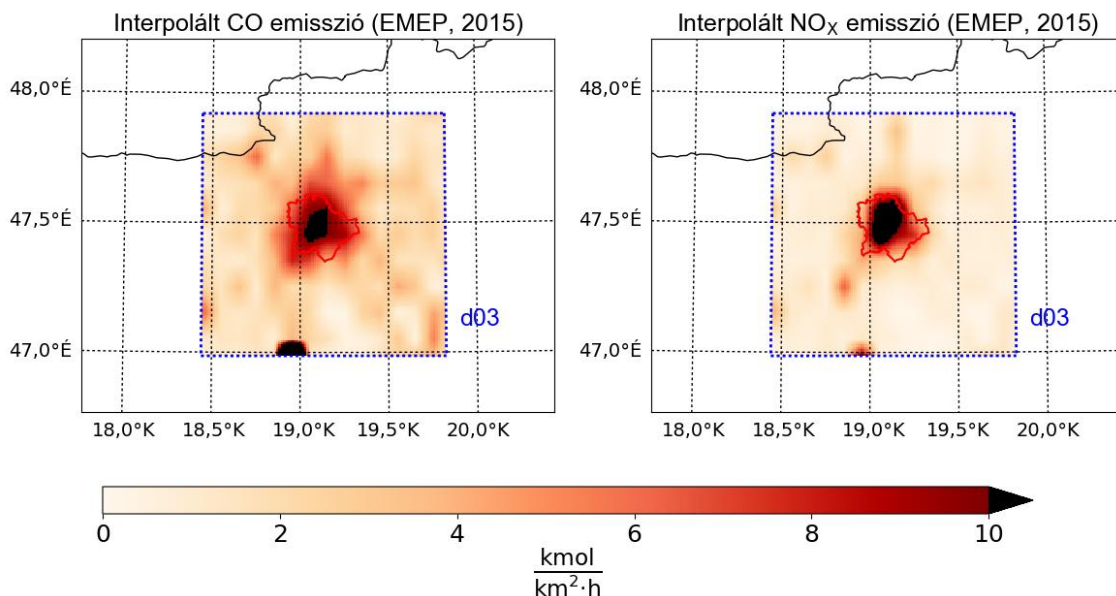 Interpolált CO emisszió (EMEP, 2015)
48,0°É
47,5°É
47,0°É
d03
18,0°K 18,5°K 19,0°K 19,5°K 20,0°K
Interpolált NOX emisszió (EMEP, 2015)
48,0°É
47,5°É
47,0°É
d03
18,0°K 18,5°K 19,0°K 19,5°K 20,0°K
0 2 4 6 8 10
kmol
km²·h